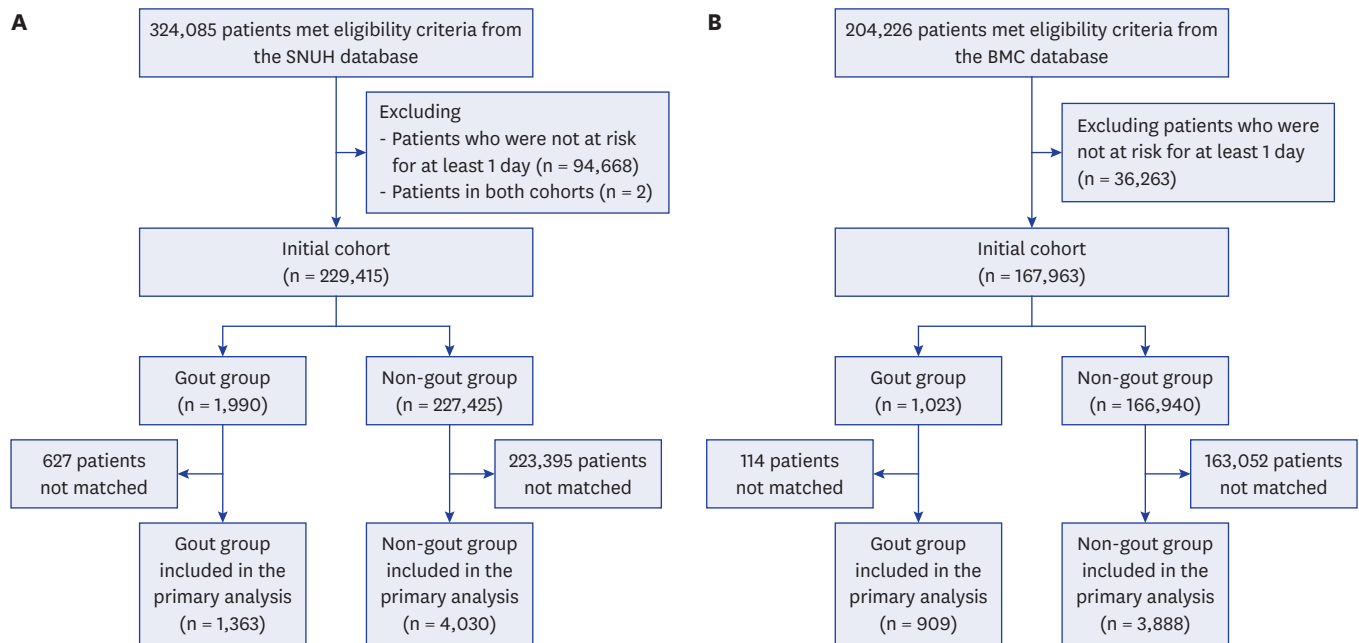 A
324,085 patients met eligibility criteria from
the SNUH database
Excluding
- Patients who were not at risk
for at least 1 day (n = 94,668)
- Patients in both cohorts (n = 2)
Initial cohort
(n = 229,415)
Gout group
(n = 1,990)
Non-gout group
(n = 227,425)
627 patients
not matched
223,395 patients
not matched
Gout group
included in the
primary analysis
(n = 1,363)
Non-gout group
included in the
primary analysis
(n = 4,030)
B
204,226 patients met eligibility criteria from
the BMC database
Excluding patients who were
not at risk for at least 1 day
(n = 36,263)
Initial cohort
(n = 167,963)
Gout group
(n = 1,023)
Non-gout group
(n = 166,940)
114 patients
not matched
163,052 patients
not matched
Gout group
included in the
primary analysis
(n = 909)
Non-gout group
included in the
primary analysis
(n = 3,888)